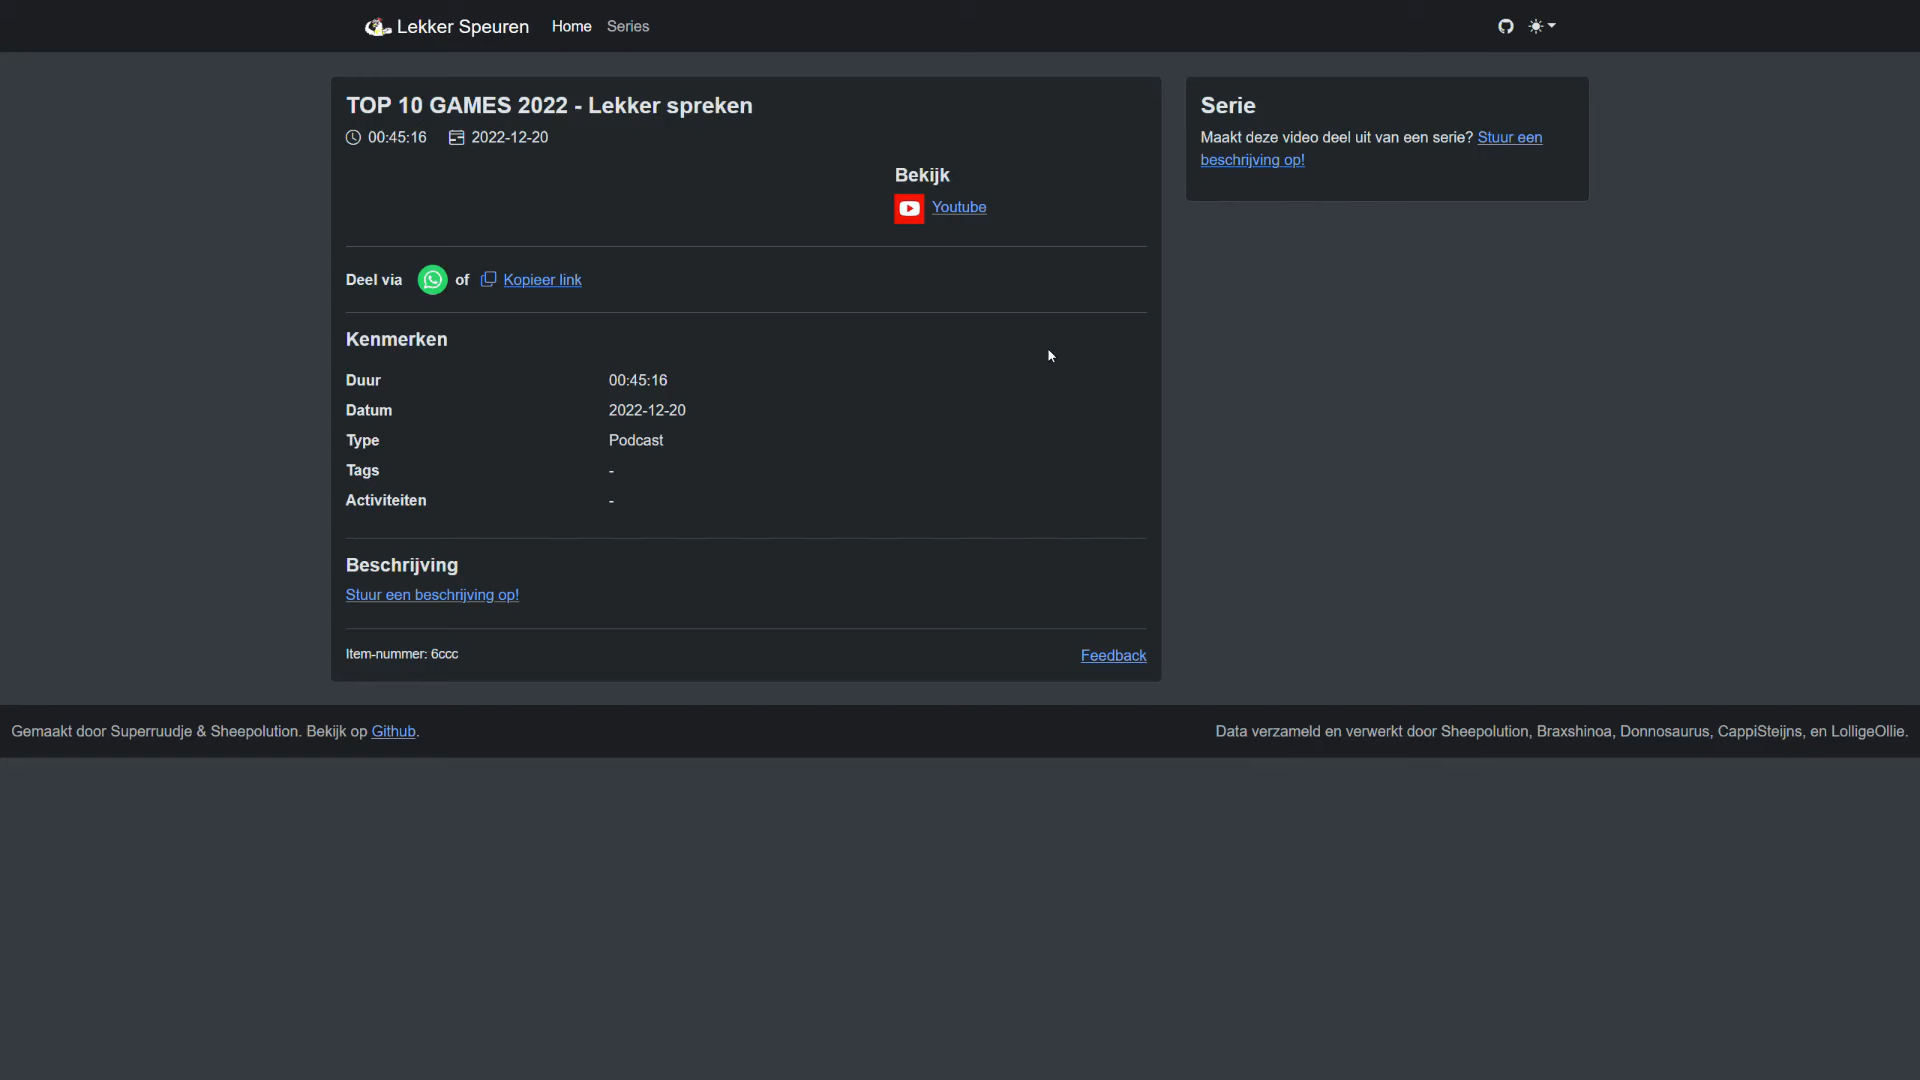 Lekker Speuren Home Series
TOP 10 GAMES 2022 - Lekker spreken
00:45:16 2022-12-20
Bekijk
Youtube
Deel via of Kopieer link
Kenmerken
Duur 00:45:16
Datum 2022-12-20
Type Podcast
Tags -
Activiteiten -
Beschrijving
Stuur een beschrijving op!
Item-nummer: 6ccc Feedback
Serie
Maakt deze video deel uit van een serie? Stuur een
beschrijving op!
Gemaakt door Superruudje & Sheepolution. Bekijk op Github.
Data verzameld en verwerkt door Sheepolution, Braxshinoa, Donnosaurus, CappiSteijns, en LolligeOllie.